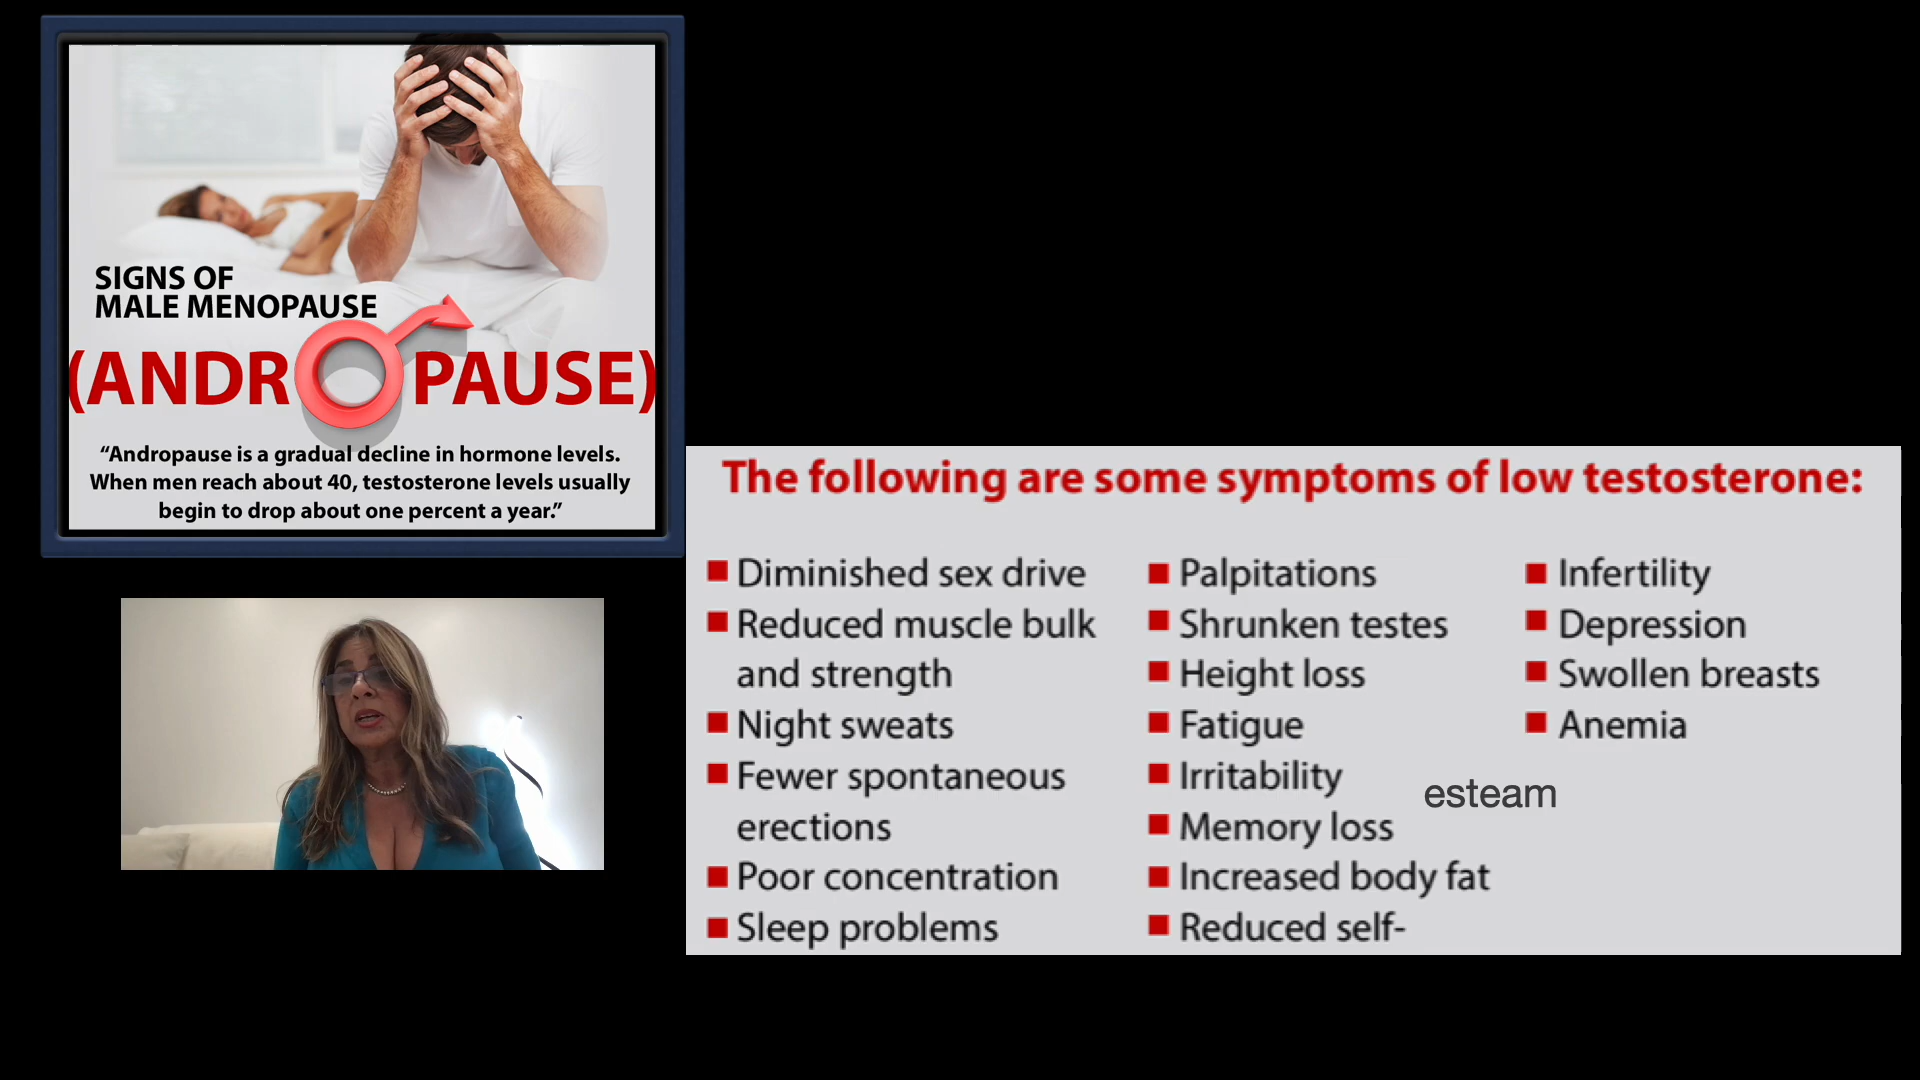 SIGNS OF
MALE MENOPAUSE
(ANDROPAUSE)
“Andropause is a gradual decline in hormone levels.
When men reach about 40, testosterone levels usually
begin to drop about one percent a year.”
The following are some symptoms of low testosterone:
Diminished sex drive
Reduced muscle bulk
and strength
Night sweats
Fewer spontaneous
erections
Poor concentration
Sleep problems
Palpitations
Shrunken testes
Height loss
Fatigue
Irritability
Memory loss
Increased body fat
Reduced self-
esteam
Infertility
Depression
Swollen breasts
Anemia